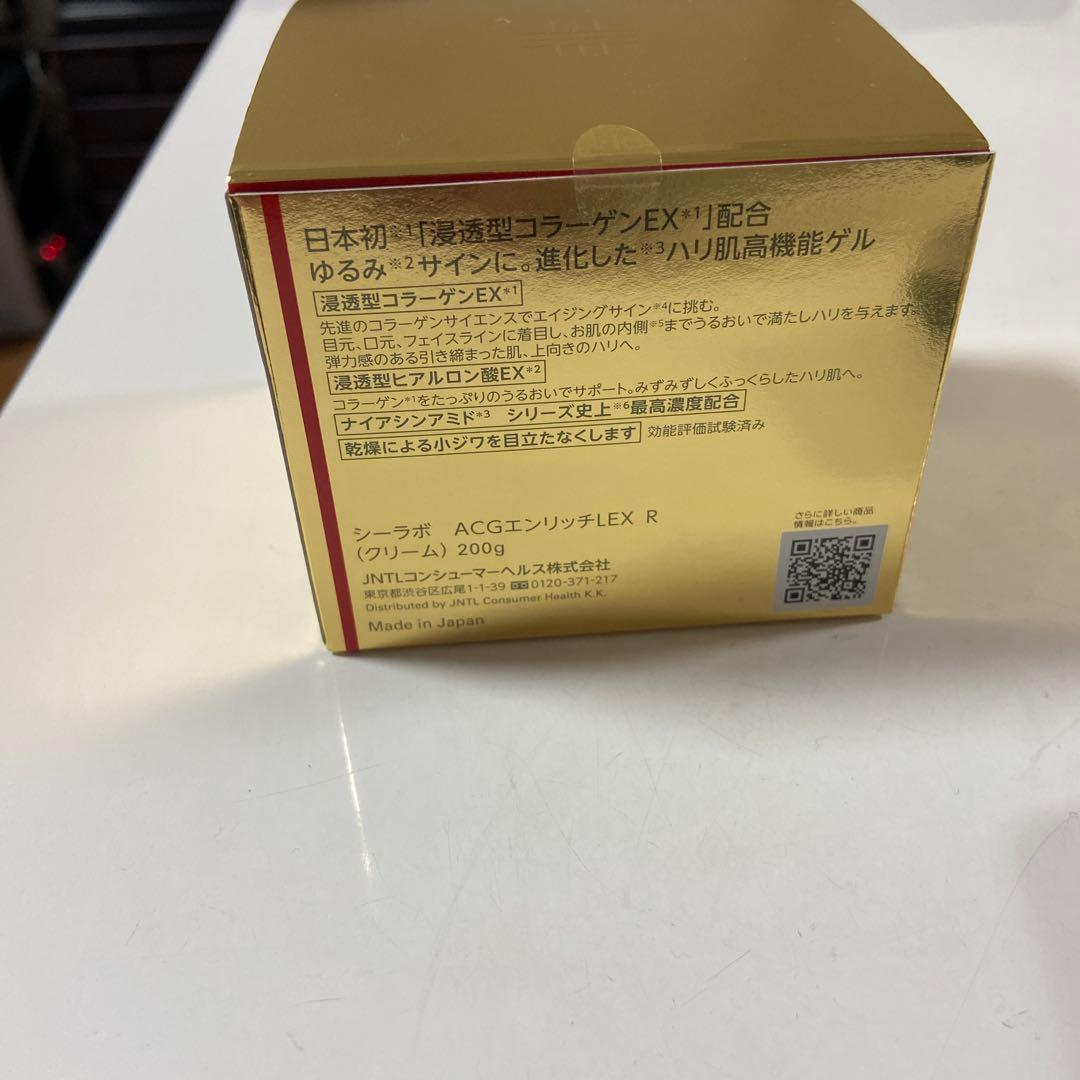 日本初※1「浸透型コラーゲンEX*1」配合
ゆるみ※2サインに。進化した※3ハリ肌高機能ゲル
浸透型コラーゲンEX*1
先進のコラーゲンサイエンスでエイジングサイン※4に挑む。
目元、口元、フェイスラインに着目し、お肌の内側※5までうるおいで満たしハリを与えます。
弾力感のある引き締まった肌、上向きのハリへ。
浸透型ヒアルロン酸EX*2
コラーゲン*1をたっぷりのうるおいでサポート。みずみずしくふっくらしたハリ肌へ。
ナイアシンアミド*3 シリーズ史上※6最高濃度配合
乾燥による小ジワを目立たなくします 効能評価試験済み
さらに詳しい商品
情報はこちら。
シーラボ ACGエンリッチLEX R
(クリーム) 200g
JNTLコンシューマーヘルス株式会社
東京都渋谷区広尾1-1-39 0120-371-217
Distributed by JNTL Consumer Health K.K.
Made in Japan